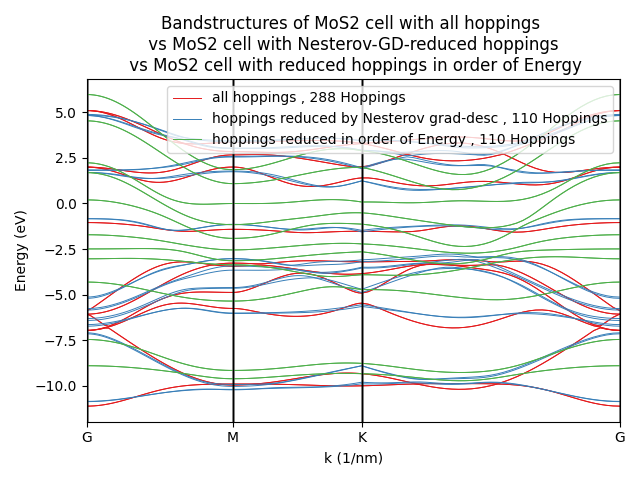 Bandstructures of MoS2 cell with all hoppings
vs MoS2 cell with Nesterov-GD-reduced hoppings
vs MoS2 cell with reduced hoppings in order of Energy
all hoppings , 288 Hoppings
hoppings reduced by Nesterov grad-desc , 110 Hoppings
hoppings reduced in order of Energy , 110 Hoppings
Energy (eV)
5.0
2.5
0.0
−2.5
−5.0
−7.5
−10.0
G M K G
k (1/nm)